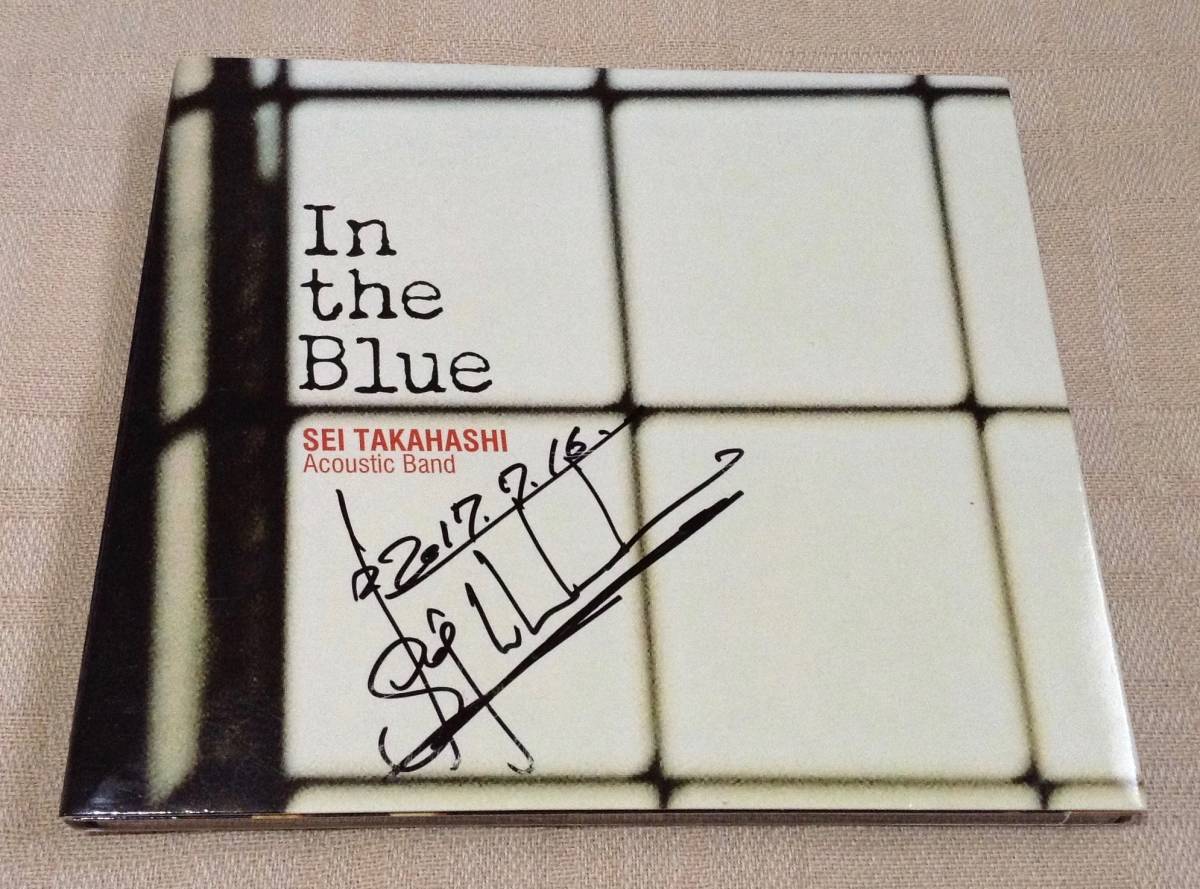 In
the
Blue
SEI TAKAHASHI
Acoustic Band
2017.7.16.